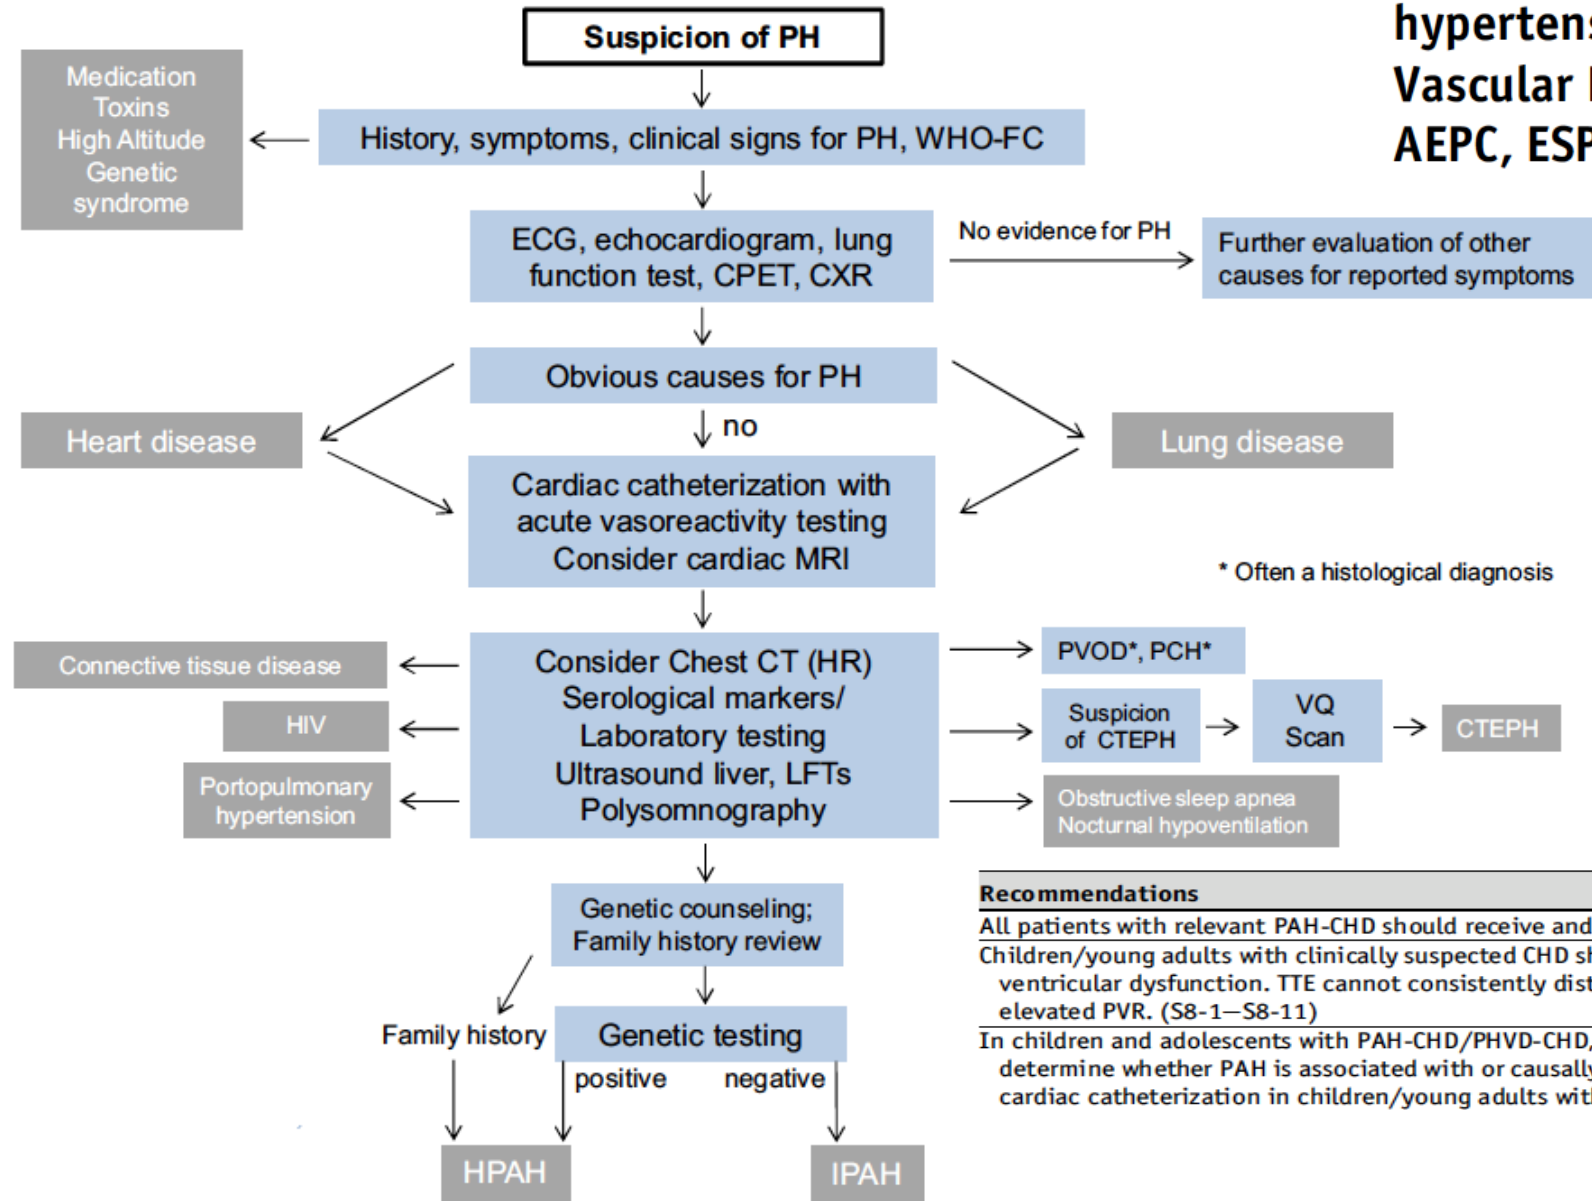 Suspicion of PH
hypertens
Vascular
AEPC, ESP
Medication
Toxins
High Altitude
Genetic
syndrome
History, symptoms, clinical signs for PH, WHO-FC
ECG, echocardiogram, lung
function test, CPET, CXR
No evidence for PH
Further evaluation of other
causes for reported symptoms
Obvious causes for PH
no
Heart disease
Lung disease
Cardiac catheterization with
acute vasoreactivity testing
Consider cardiac MRI
* Often a histological diagnosis
Consider Chest CT (HR)
Serological markers/
Laboratory testing
Ultrasound liver, LFTs
Polysomnography
Connective tissue disease
HIV
Portopulmonary
hypertension
PVOD*, PCH*
Suspicion
of CTEPH
VQ
Scan
CTEPH
Obstructive sleep apnea
Nocturnal hypoventilation
Genetic counseling;
Family history review
Family history
Genetic testing
positive
negative
HPAH
IPAH
Recommendations
All patients with relevant PAH-CHD should receive and
Children/young adults with clinically suspected CHD sh
ventricular dysfunction. TTE cannot consistently dist
elevated PVR. (S8-1—S8-11)
In children and adolescents with PAH-CHD/PHVD-CHD,
determine whether PAH is associated with or causally
cardiac catheterization in children/young adults wit